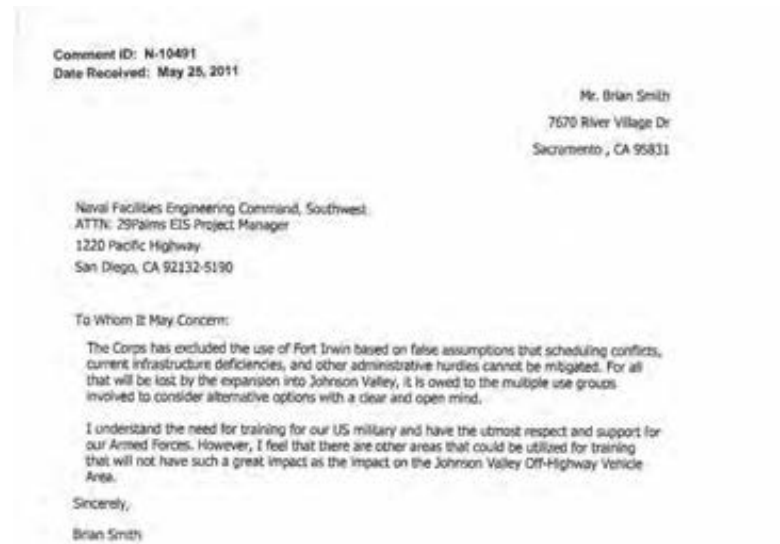 Comment ID: N-10491
Date Received: May 25, 2011
Mr. Brian Smith
7670 River Village Dr
Sacramento , CA 95831
Naval Facilities Engineering Command, Southwest
ATTN: 29Palms EIS Project Manager
1220 Pacific Highway
San Diego, CA 92132-5190
To Whom It May Concern:
The Corps has excluded the use of Fort Irwin based on false assumptions that scheduling conflicts,
current infrastructure deficiencies, and other administrative hurdles cannot be mitigated. For all
that will be lost by the expansion into Johnson Valley, it is owed to the multiple use groups
involved to consider alternative options with a clear and open mind.
I understand the need for training for our US military and have the utmost respect and support for
our Armed Forces. However, I feel that there are other areas that could be utilized for training
that will not have such a great impact as the impact on the Johnson Valley Off-Highway Vehicle
Area.
Sincerely,
Brian Smith